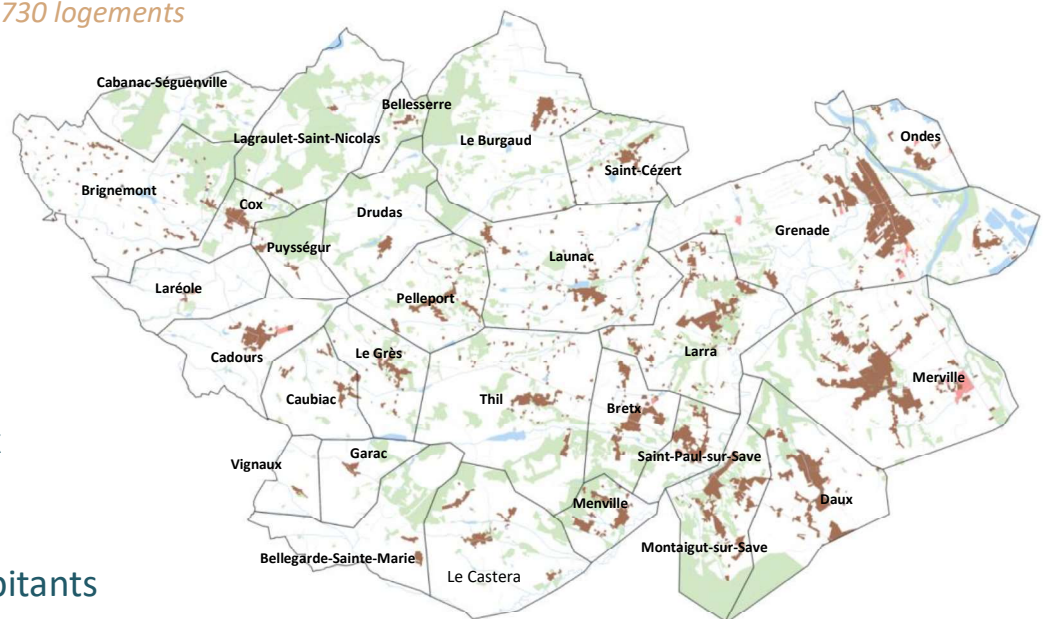 730 logements
Cabanac-Séguenville
Bellesserre
Lagraulet-Saint-Nicolas
Le Burgaud
Ondes
Saint-Cézert
Brignemont
Cox
Drudas
Grenade
Puysségur
Launac
Laréole
Pelleport
Larra
Le Grès
Cadours
Merville
Caubiac
Thil
Bretx
Saint-Paul-sur-Save
Garac
Vignaux
Daux
Menville
Montaigut-sur-Save
Bellegarde-Sainte-Marie
Le Castera
bitants